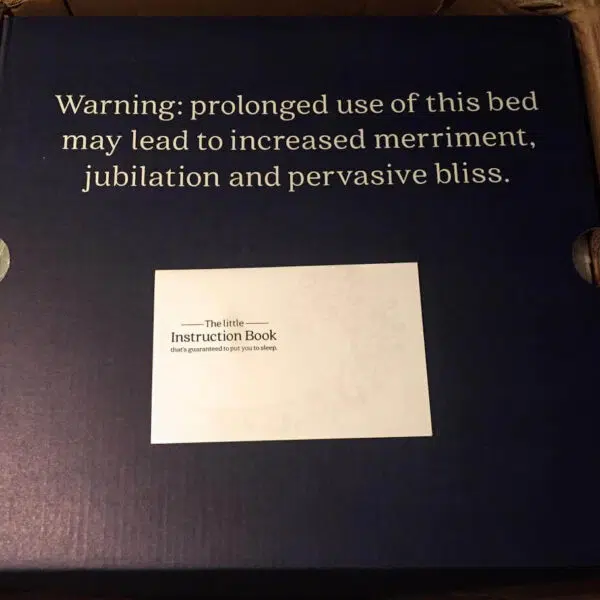 Warning: prolonged use of this bed
may lead to increased merriment,
jubilation and pervasive bliss.
The little
Instruction Book
that's guaranteed to put you to sleep.